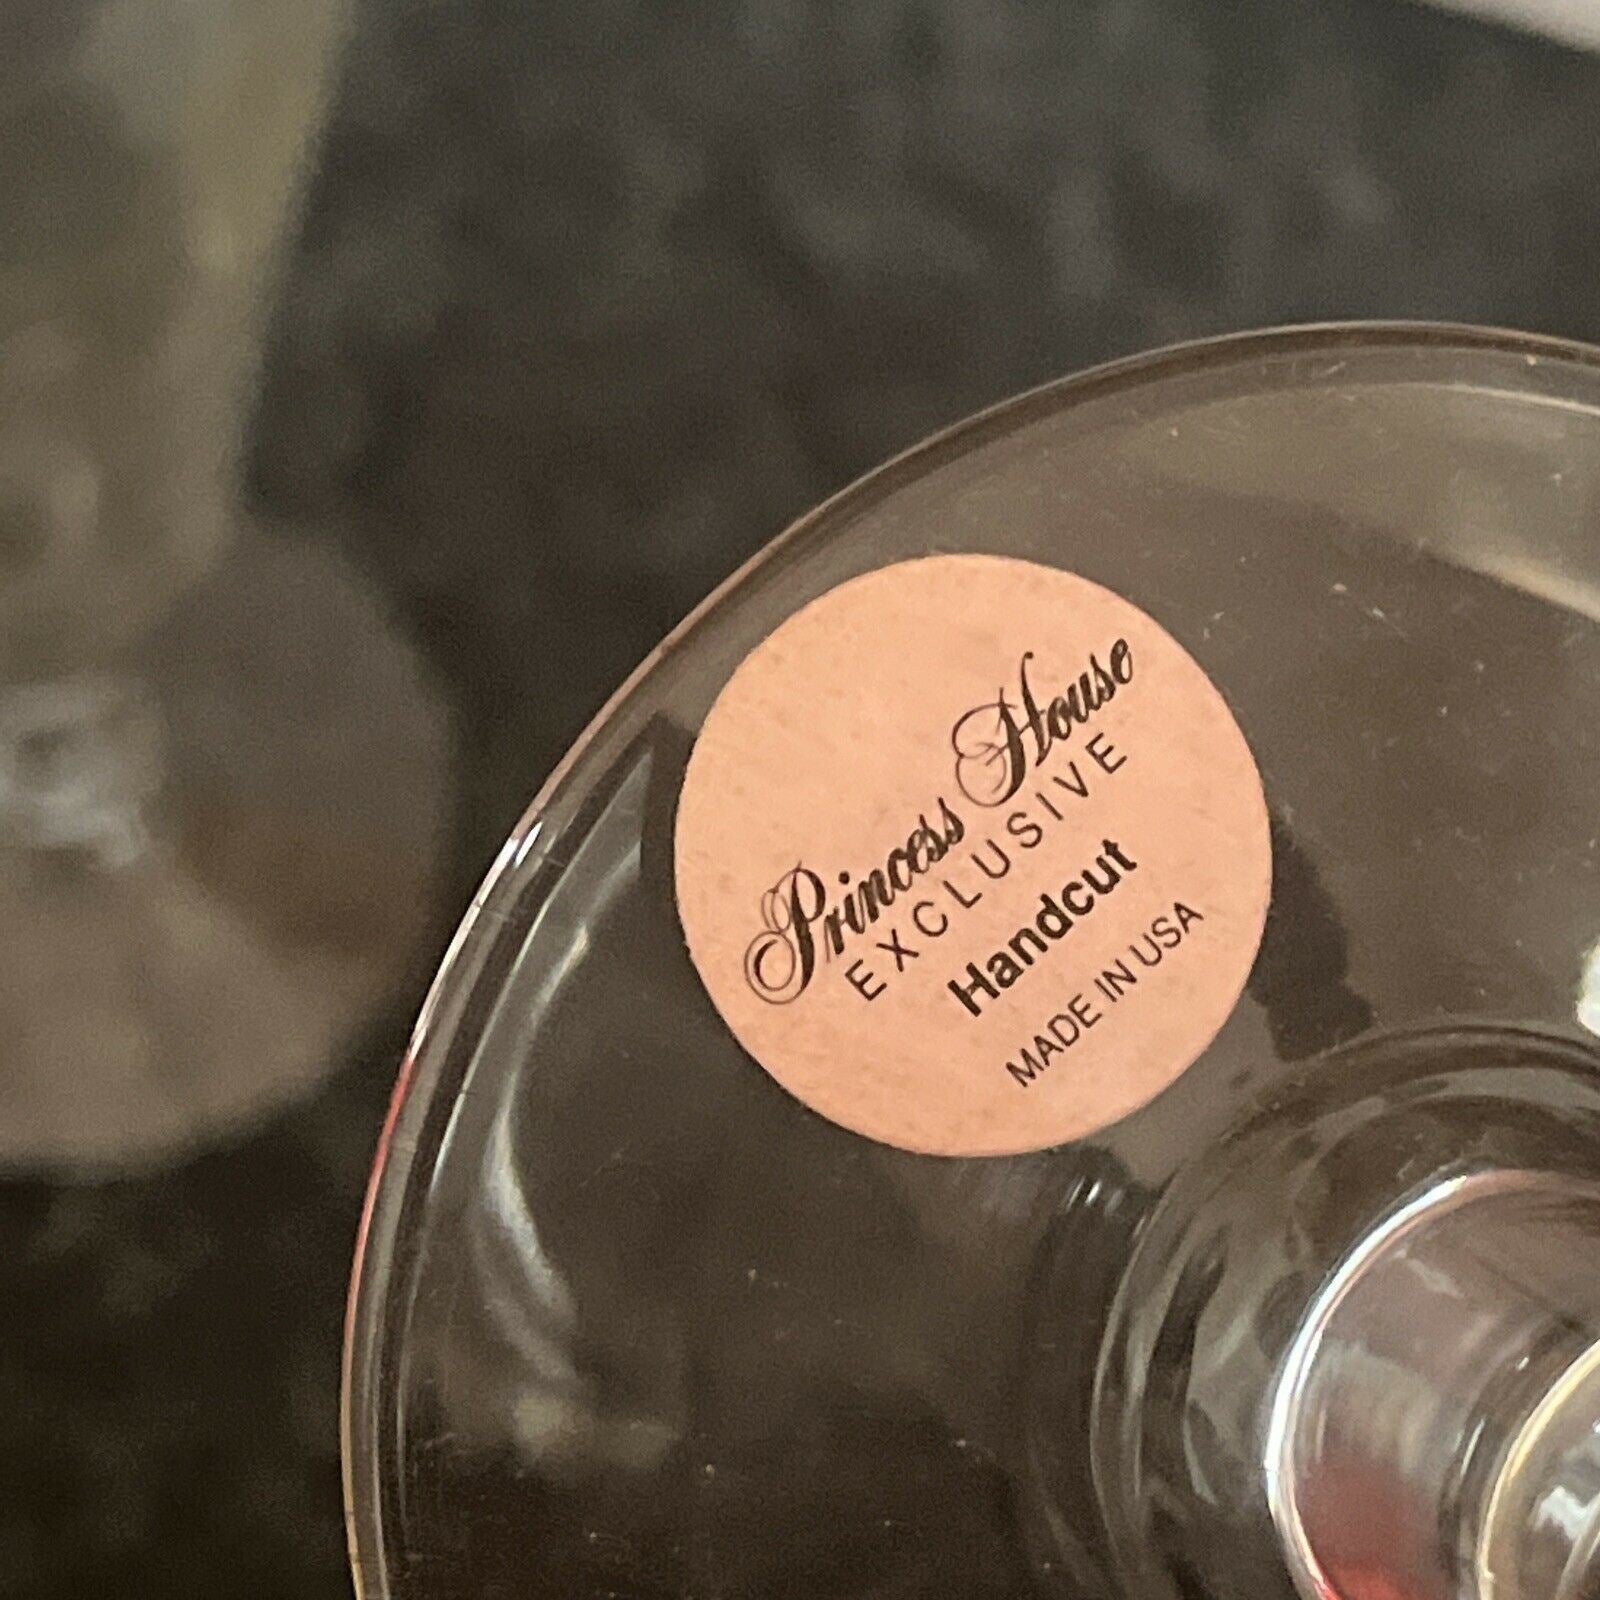 Princess House
EXCLUSIVE
Handcut
MADE IN USA